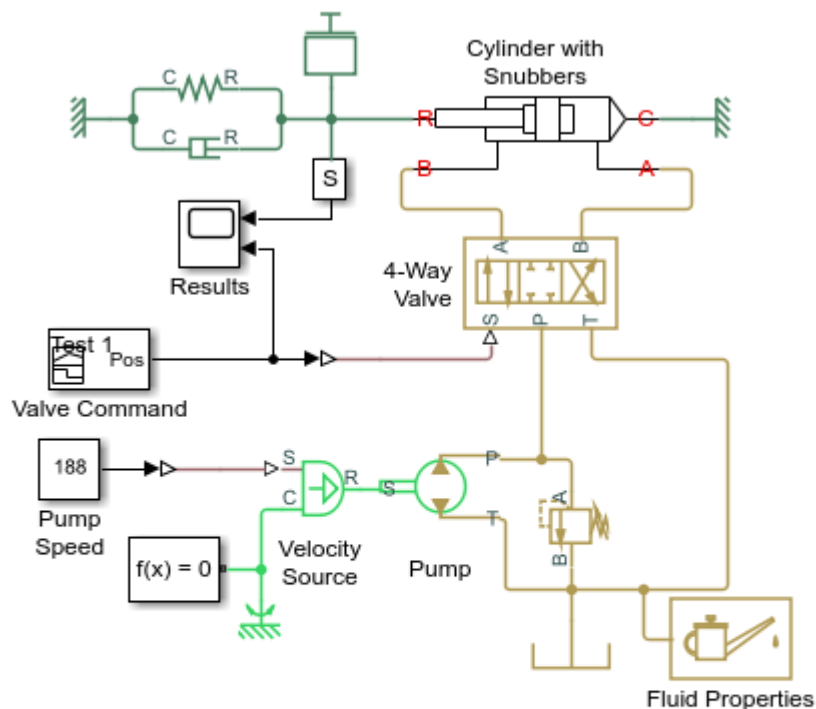 Cylinder with
Snubbers
C R
C R
R C
B A
S
Results
4-Way
Valve
A B
S P T
Test 1
Pos
Valve Command
188
Pump
Speed
S
C
R
Velocity
Source
S
P
T
Pump
A
B
f(x) = 0
Fluid Properties